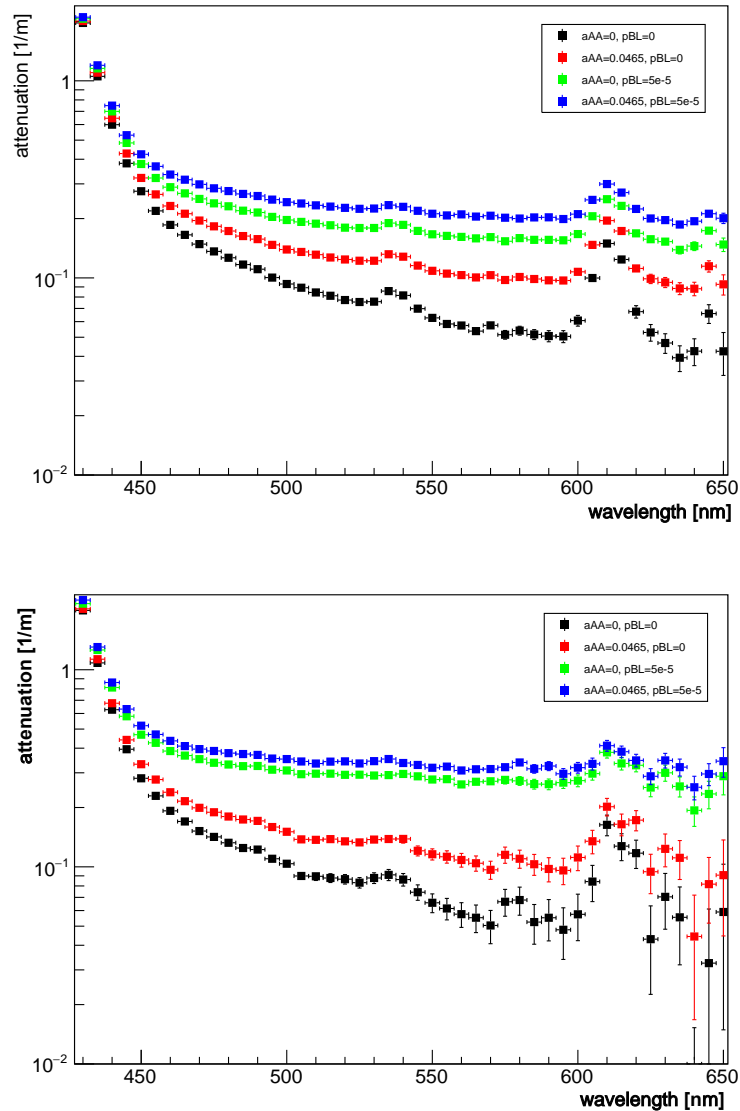 attenuation [1/m]
1
10⁻¹
10⁻²
aAA=0, pBL=0
aAA=0.0465, pBL=0
aAA=0, pBL=5e-5
aAA=0.0465, pBL=5e-5
450 500 550 600 650
wavelength [nm]
attenuation [1/m]
1
10⁻¹
10⁻²
aAA=0, pBL=0
aAA=0.0465, pBL=0
aAA=0, pBL=5e-5
aAA=0.0465, pBL=5e-5
450 500 550 600 650
wavelength [nm]